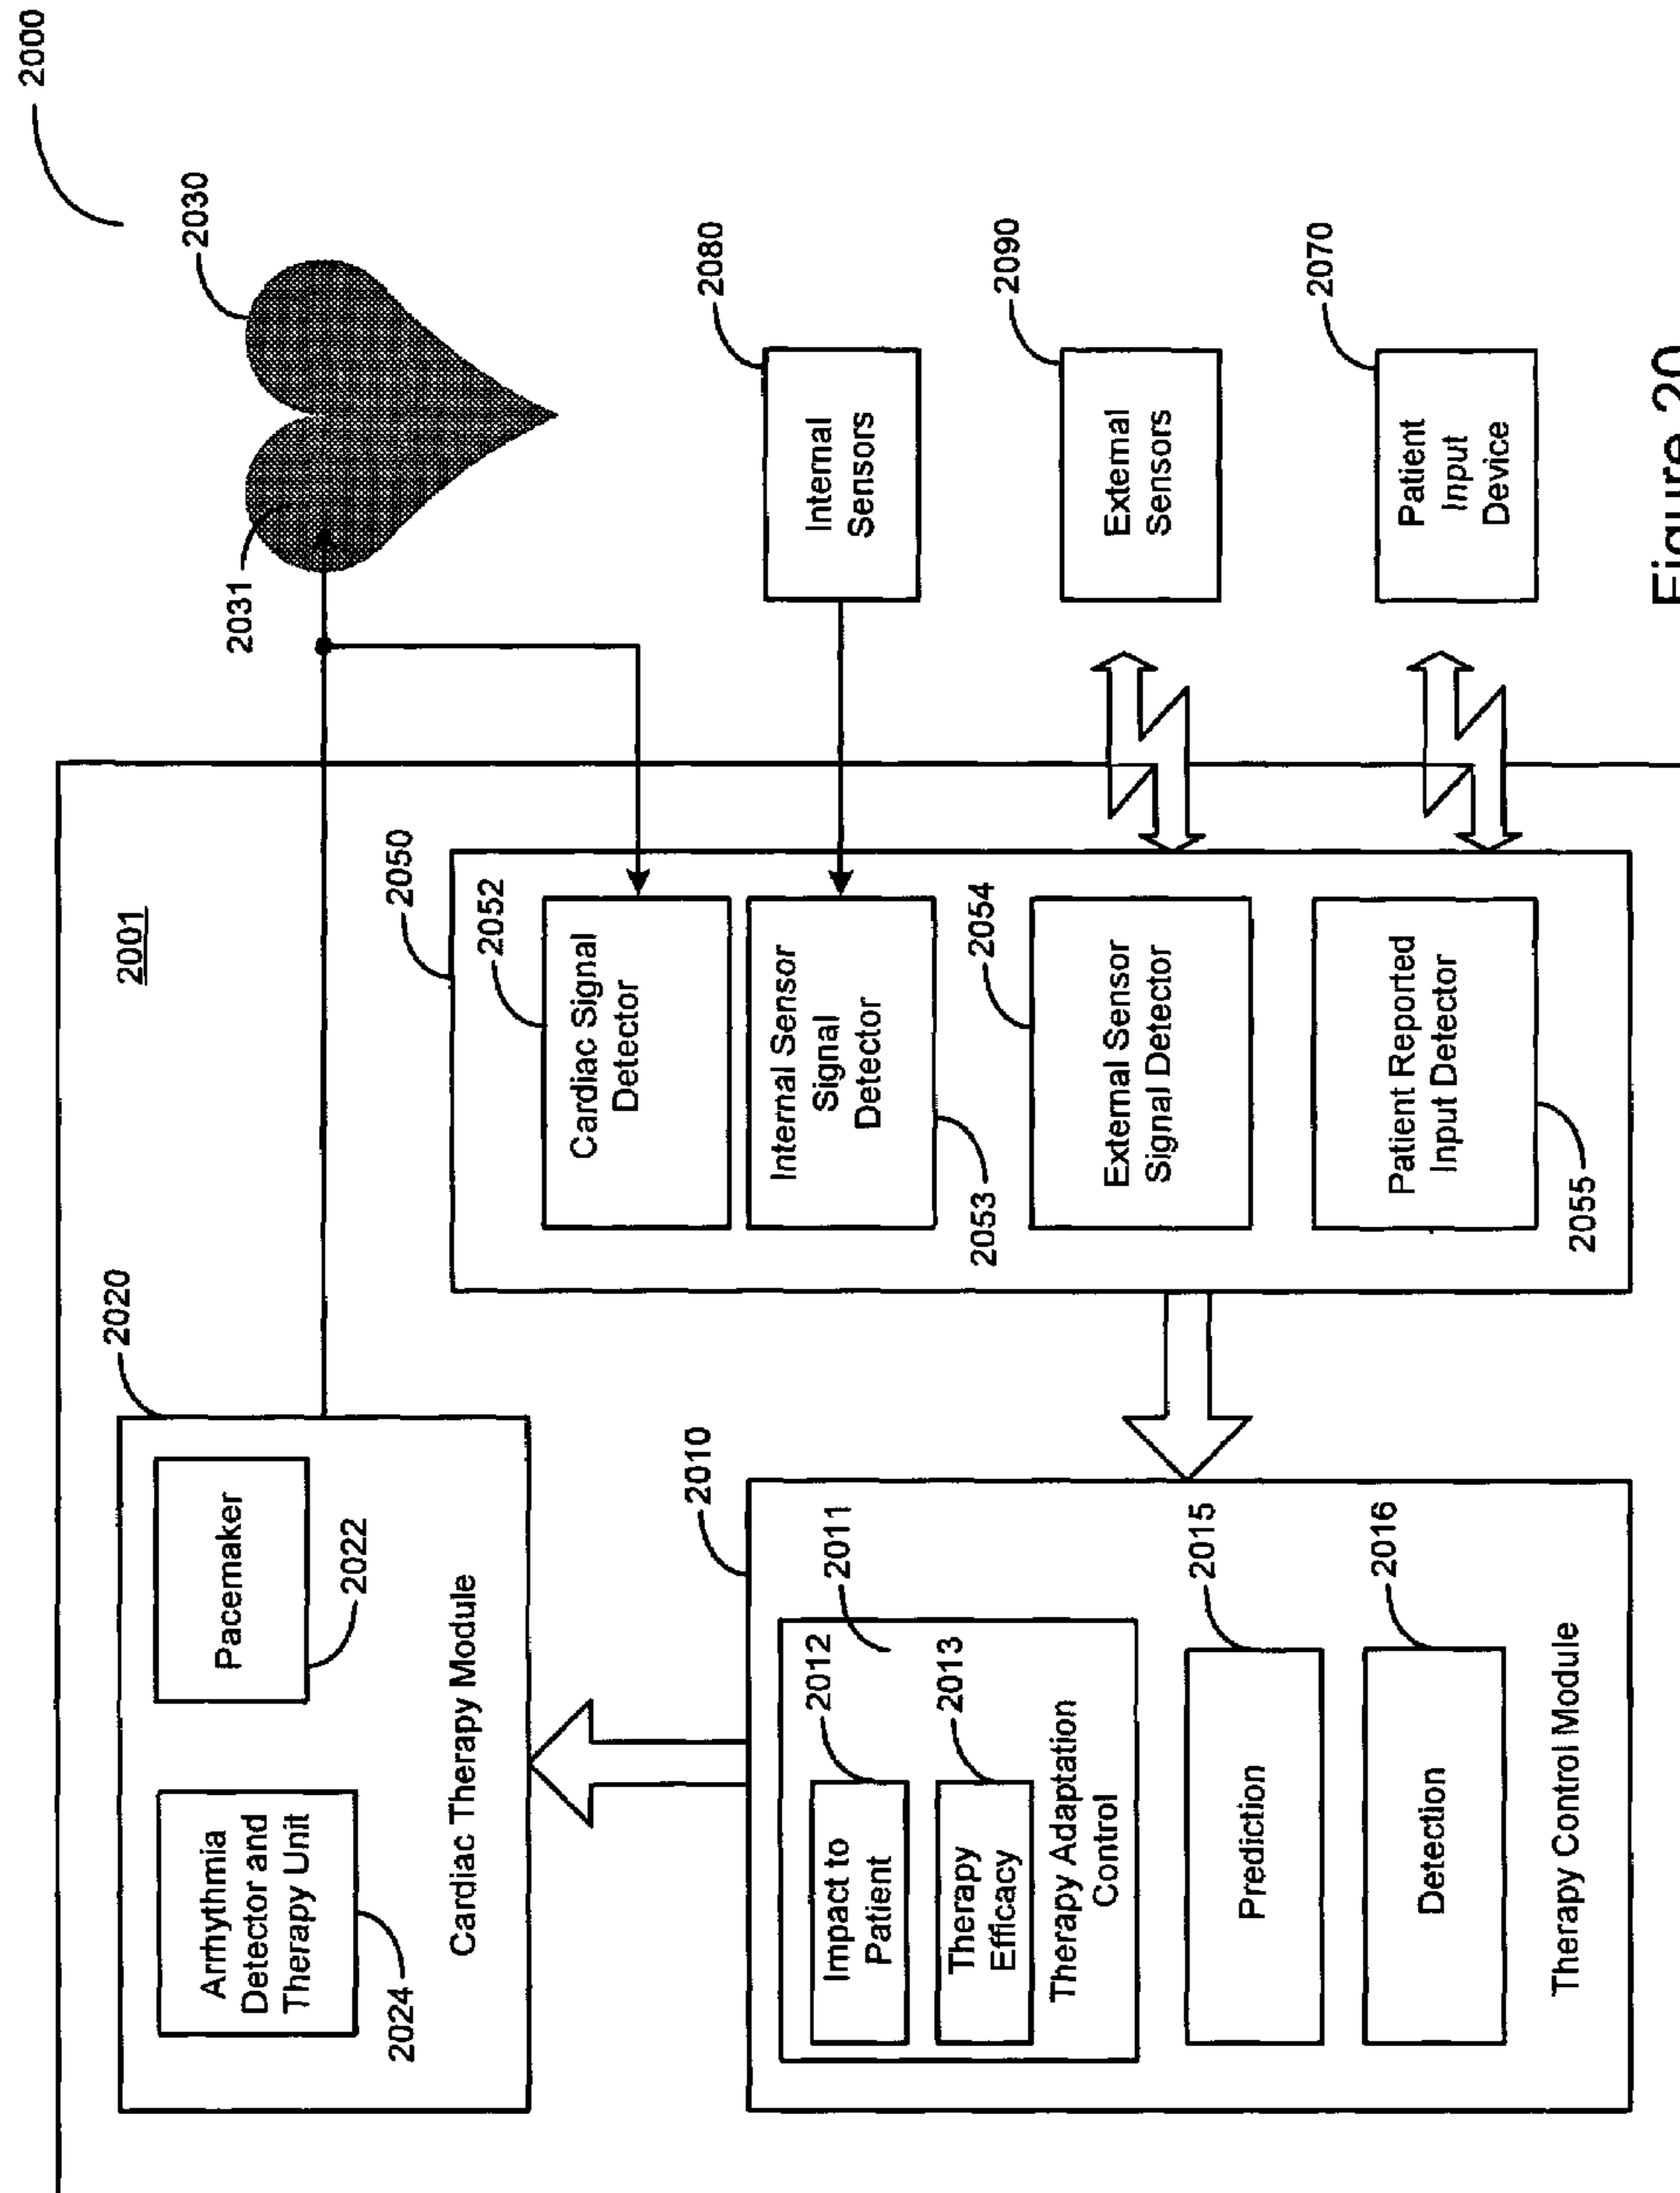 2000
2030
2031
2001
2020
Arrhythmia
Detector and
Therapy Unit
2024
Pacemaker
2022
Cardiac Therapy Module
2050
2052
Cardiac Signal
Detector
Internal Sensor
Signal
Detector
2053
2054
External Sensor
Signal Detector
Patient Reported
Input Detector
2055
2080
Internal
Sensors
2090
External
Sensors
2070
Patient
Input
Device
2010
2011
2012
Impact to
Patient
2013
Therapy
Efficacy
Therapy Adaptation
Control
2015
Prediction
2016
Detection
Therapy Control Module
Figure 20